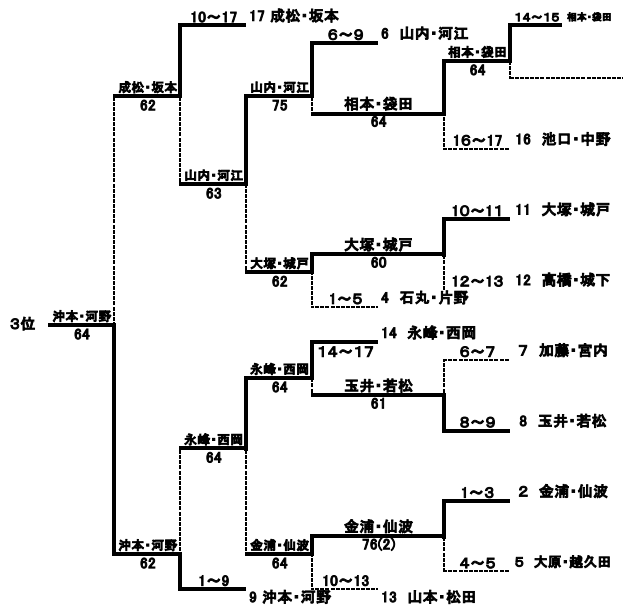 10～17 17 成松・坂本
6～9 6 山内・河江
14～15 相本・袋田
相本・袋田
64
成松・坂本
62
山内・河江
75
相本・袋田
64
16～17 16 池口・中野
山内・河江
63
10～11 11 大塚・城戸
大塚・城戸
60
大塚・城戸
62
12～13 12 高橋・城下
1～5 4 石丸・片野
3位 沖本・河野
64
14～17 14 永峰・西岡
6～7 7 加藤・宮内
永峰・西岡
64
玉井・若松
61
8～9 8 玉井・若松
永峰・西岡
64
1～3 2 金浦・仙波
金浦・仙波
76(2)
沖本・河野
62
金浦・仙波
64
4～5 5 大原・越久田
1～9 9 沖本・河野
10～13 13 山本・松田